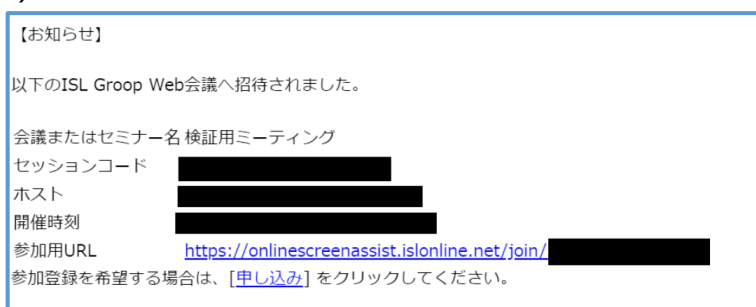 【お知らせ】
以下のISL Groop Web会議へ招待されました。
会議またはセミナー名 検証用ミーティング
セッションコード
ホスト
開催時刻
参加用URL https://onlinescreenassist.islonline.net/join/
参加登録を希望する場合は、[申し込み] をクリックしてください。